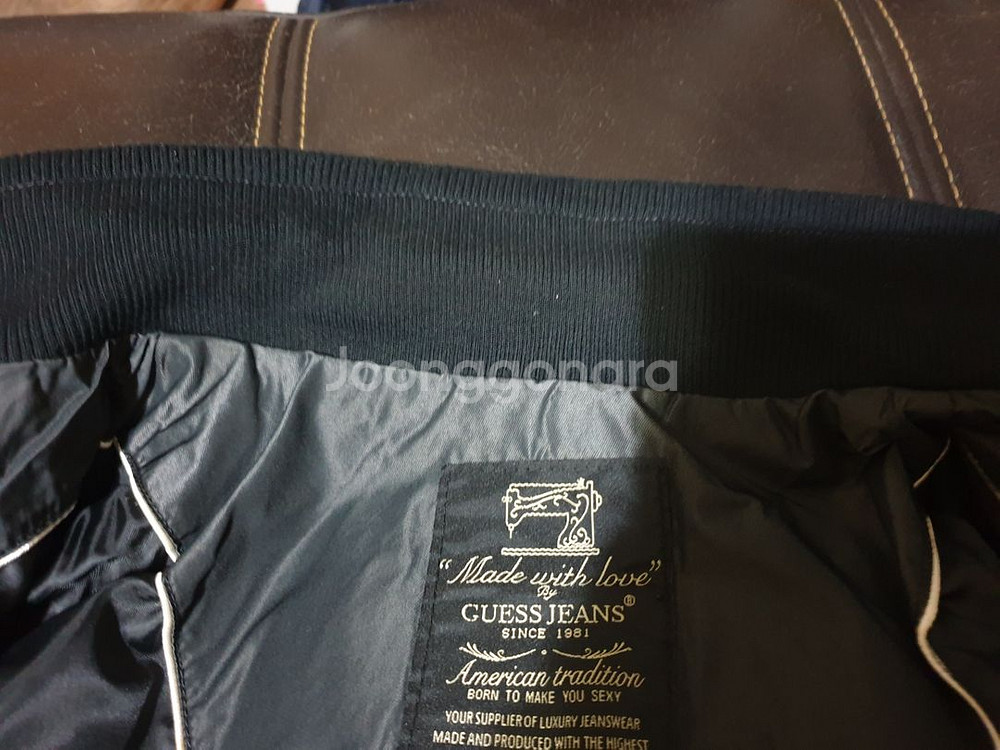 Joonggonara
“Made with love”
By
GUESS JEANS®
SINCE 1981
American tradition
BORN TO MAKE YOU SEXY
YOUR SUPPLIER OF LUXURY JEANSWEAR
MADE AND PRODUCED WITH THE HIGHEST